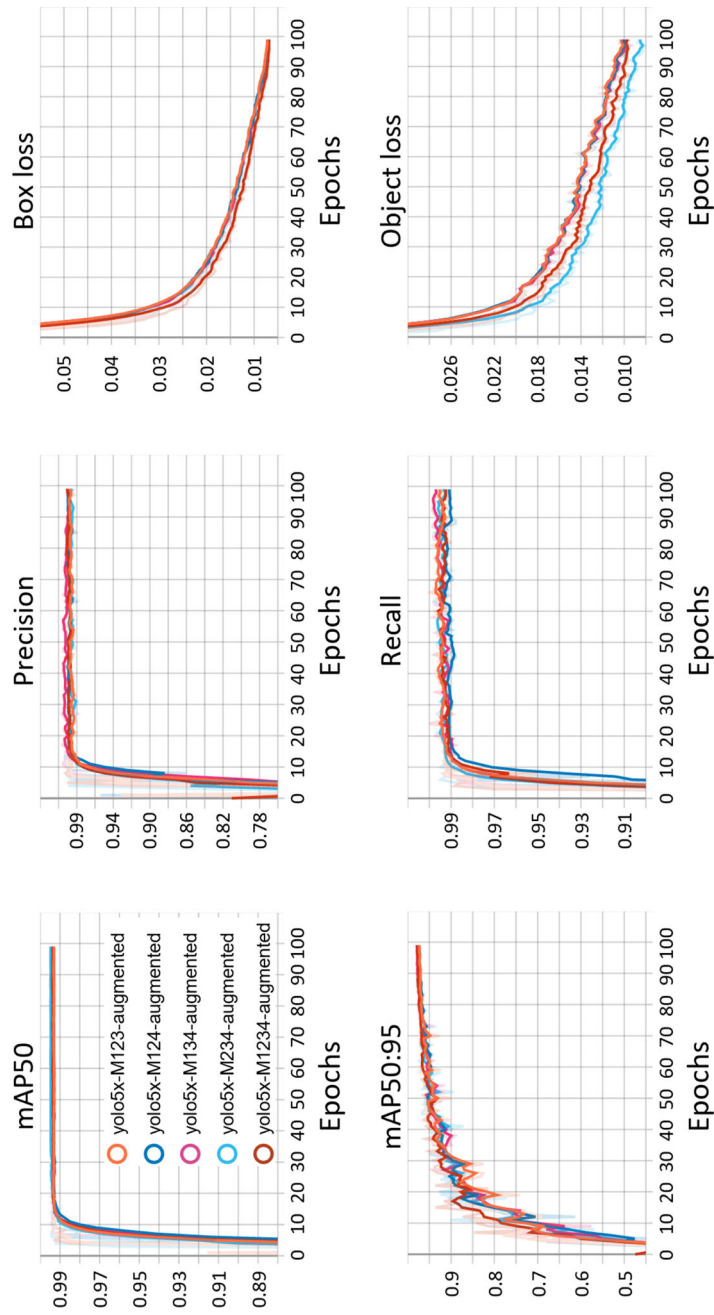 mAP50
0.99
0.97
0.95
0.93
0.91
0.89
yolo5x-M123-augmented
yolo5x-M124-augmented
yolo5x-M134-augmented
yolo5x-M234-augmented
yolo5x-M1234-augmented
0 10 20 30 40 50 60 70 80 90 100
Epochs
Precision
0.99
0.94
0.90
0.86
0.82
0.78
0 10 20 30 40 50 60 70 80 90 100
Epochs
Box loss
0.05
0.04
0.03
0.02
0.01
0 10 20 30 40 50 60 70 80 90 100
Epochs
mAP50:95
0.9
0.8
0.7
0.6
0.5
0 10 20 30 40 50 60 70 80 90 100
Epochs
Recall
0.99
0.97
0.95
0.93
0.91
0 10 20 30 40 50 60 70 80 90 100
Epochs
Object loss
0.026
0.022
0.018
0.014
0.010
0 10 20 30 40 50 60 70 80 90 100
Epochs